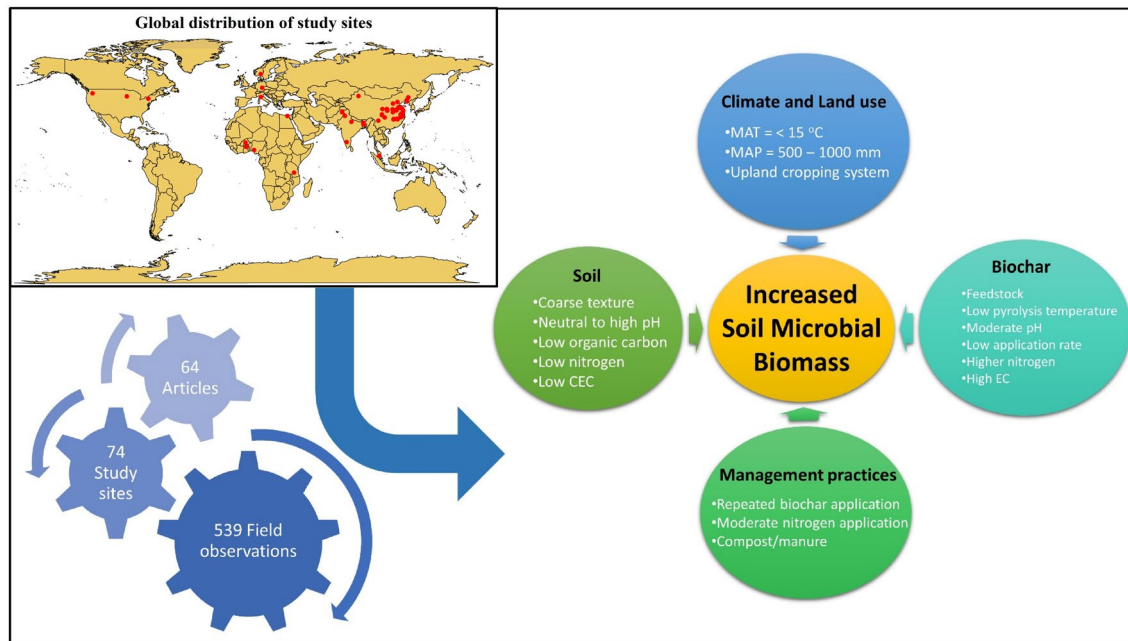 Global distribution of study sites
64
Articles
74
Study
sites
539 Field
observations
Climate and Land use
•MAT = < 15 °C
•MAP = 500 – 1000 mm
•Upland cropping system
Soil
•Coarse texture
•Neutral to high pH
•Low organic carbon
•Low nitrogen
•Low CEC
Increased
Soil Microbial
Biomass
Biochar
•Feedstock
•Low pyrolysis temperature
•Moderate pH
•Low application rate
•Higher nitrogen
•High EC
Management practices
•Repeated biochar application
•Moderate nitrogen application
•Compost/manure